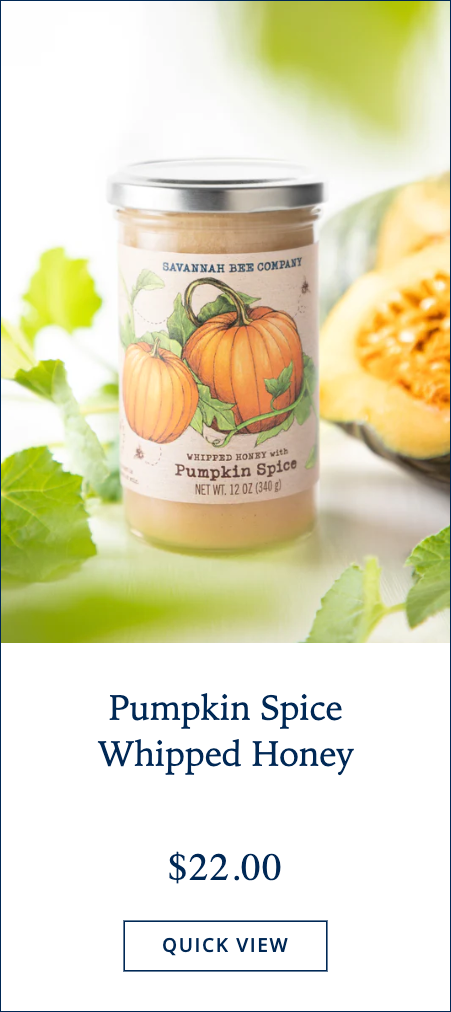 SAVANNAH BEE COMPANY
WHIPPED HONEY with
Pumpkin Spice
NET WT. 12 OZ (340 g)
Pumpkin Spice
Whipped Honey
$22.00
QUICK VIEW